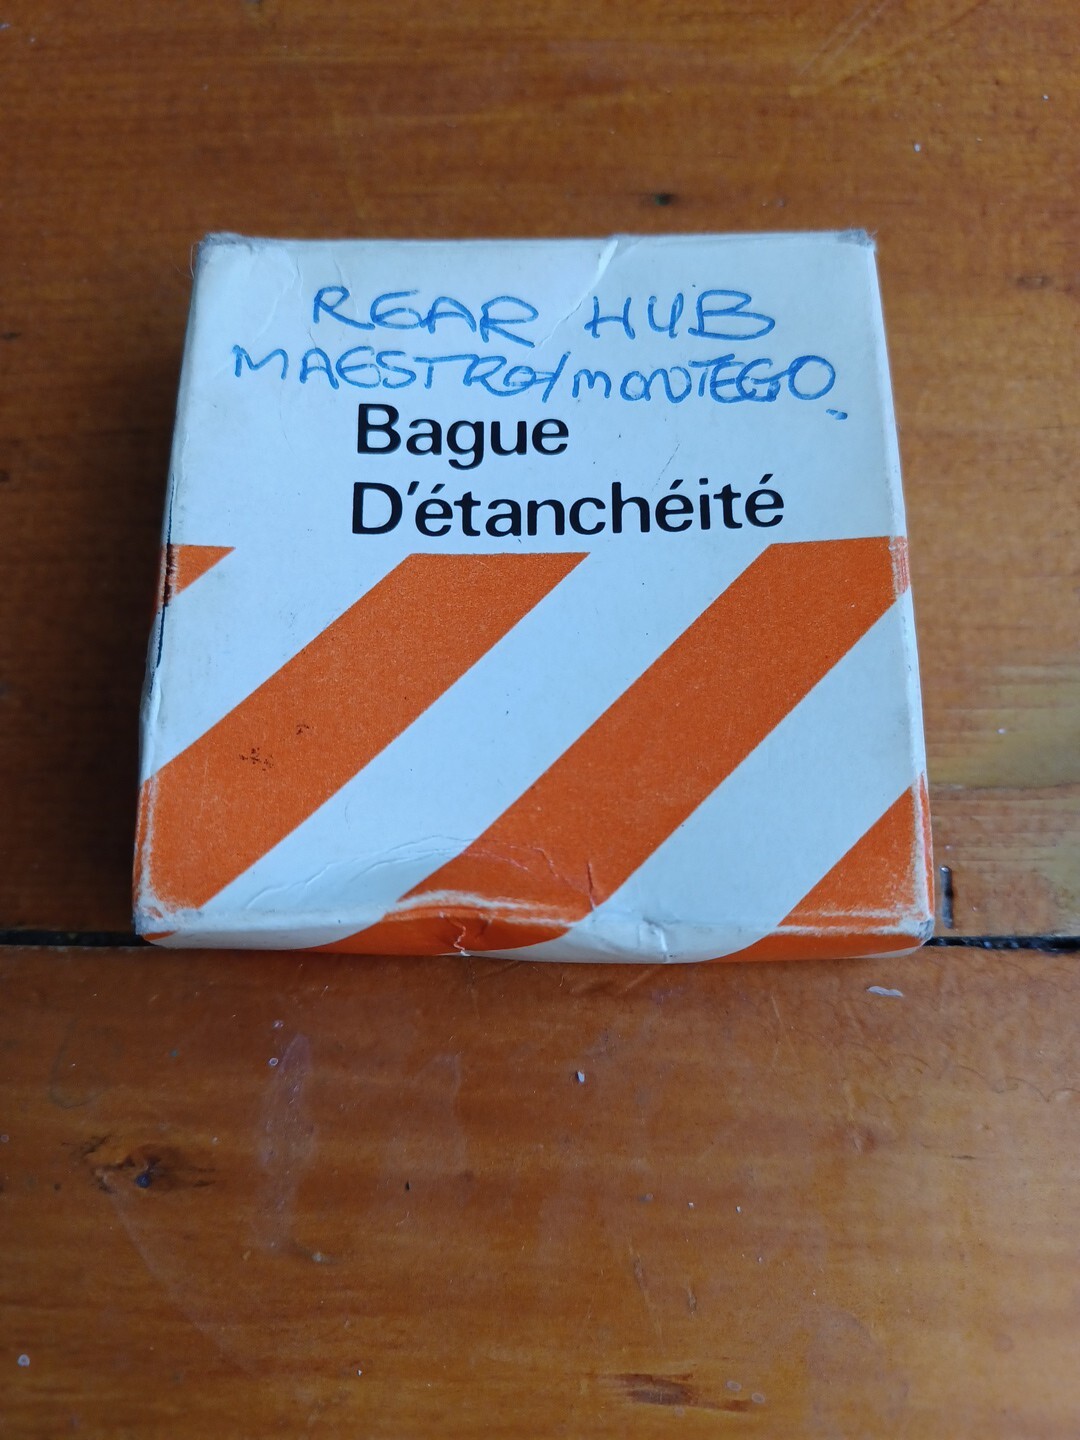 REAR HUB
MAESTRO/MONTEGO
Bague
D'étanchéité